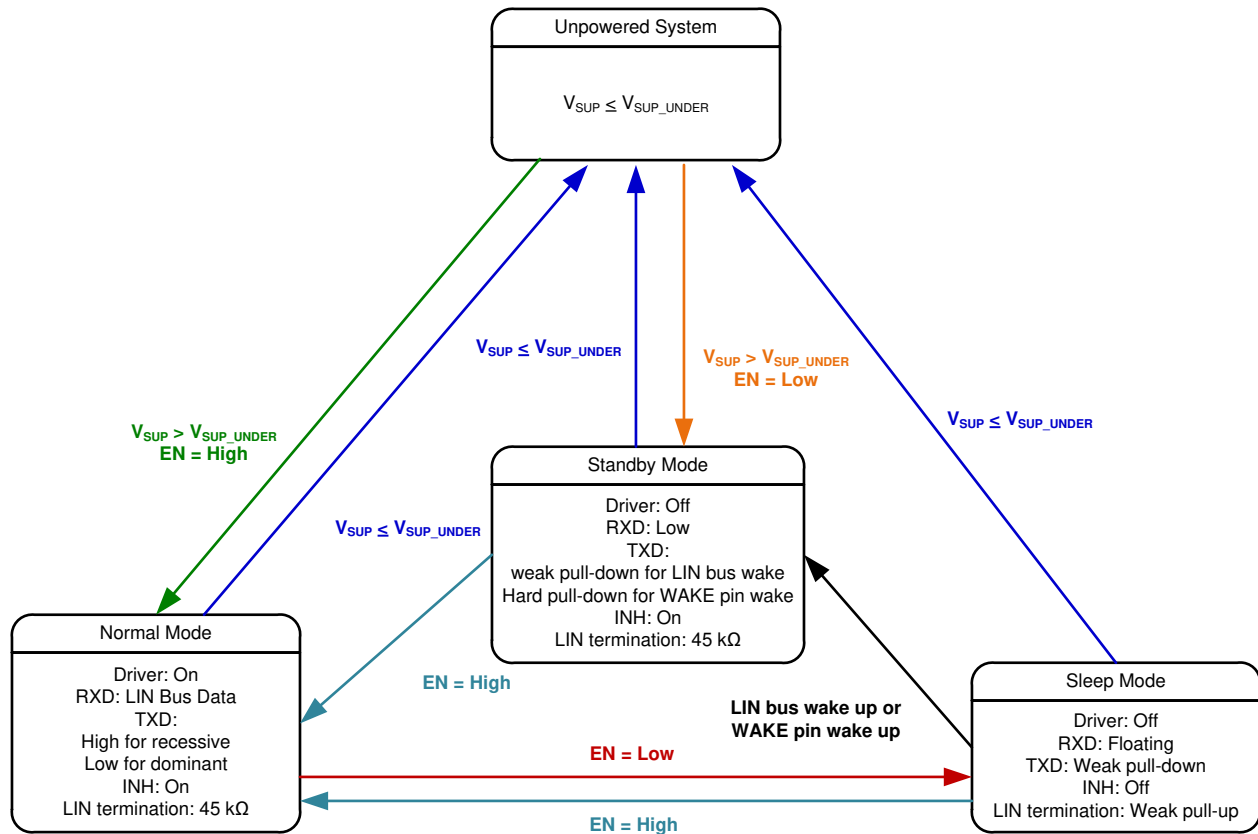 Unpowered System
VSUP ≤ VSUP_UNDER
VSUP ≤ VSUP_UNDER
VSUP > VSUP_UNDER
EN = Low
VSUP ≤ VSUP_UNDER
VSUP > VSUP_UNDER
EN = High
VSUP ≤ VSUP_UNDER
Standby Mode
Driver: Off
RXD: Low
TXD:
weak pull-down for LIN bus wake
Hard pull-down for WAKE pin wake
INH: On
LIN termination: 45 kΩ
Normal Mode
Driver: On
RXD: LIN Bus Data
TXD:
High for recessive
Low for dominant
INH: On
LIN termination: 45 kΩ
EN = High
LIN bus wake up or
WAKE pin wake up
Sleep Mode
Driver: Off
RXD: Floating
TXD: Weak pull-down
INH: Off
LIN termination: Weak pull-up
EN = Low
EN = High